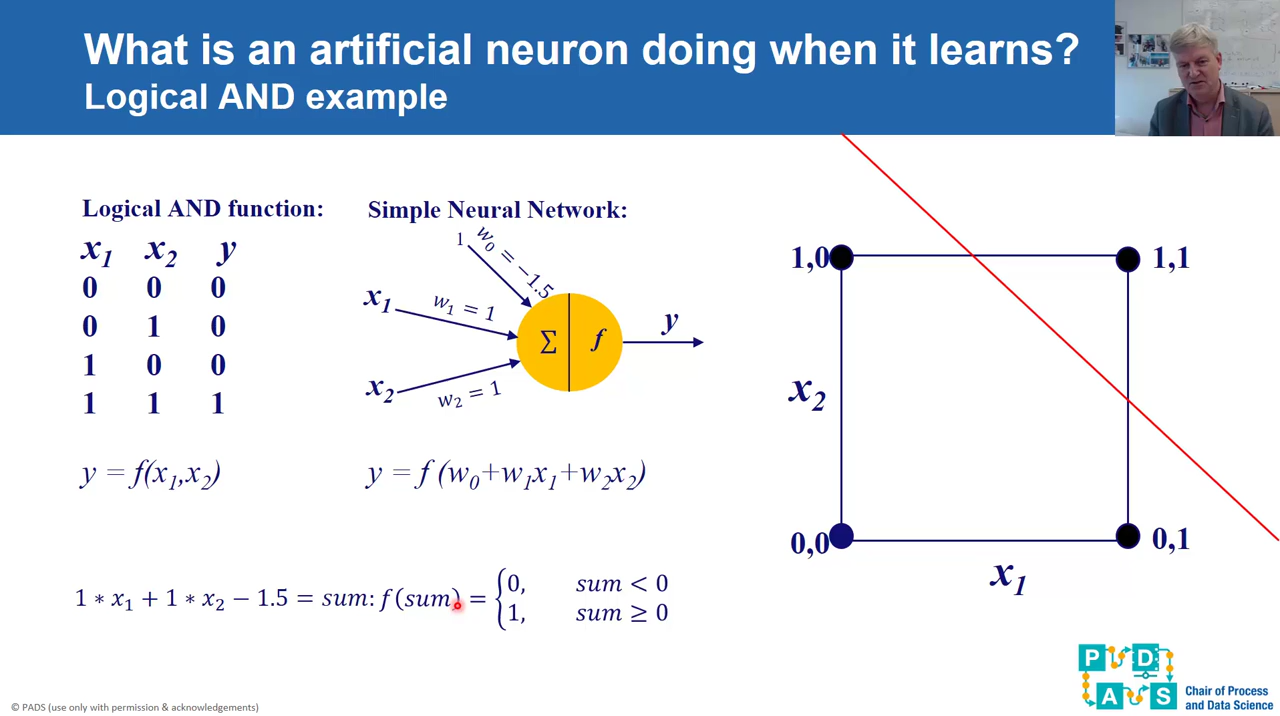 What is an artificial neuron doing when it learns?
Logical AND example
Logical AND function:
x₁ x₂ y
0 0 0
0 1 0
1 0 0
1 1 1
y = f(x₁,x₂)
Simple Neural Network:
1
w₀ = −1.5
x₁
w₁ = 1
x₂
w₂ = 1
Σ f
y
y = f (w₀+w₁x₁+w₂x₂)
1 ∗ x₁ + 1 ∗ x₂ − 1.5 = sum: f(sum) = { 0, sum < 0
1, sum ≥ 0
1,0
1,1
x₂
0,0
0,1
x₁
P D
A S
Chair of Process
and Data Science
© PADS (use only with permission & acknowledgements)